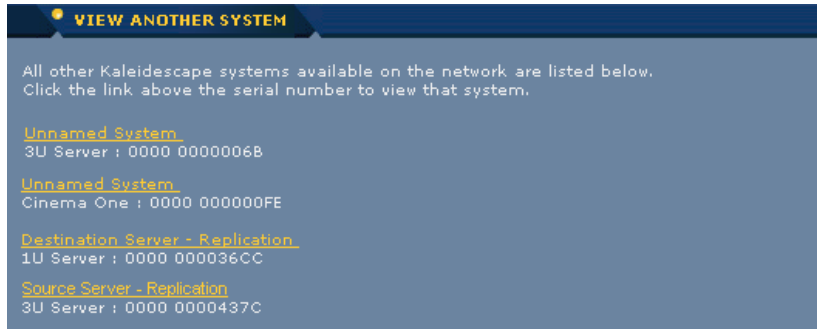 VIEW ANOTHER SYSTEM
All other Kaleidescape systems available on the network are listed below.
Click the link above the serial number to view that system.
Unnamed System
3U Server : 0000 0000006B
Unnamed System
Cinema One : 0000 000000FE
Destination Server - Replication
1U Server : 0000 000036CC
Source Server - Replication
3U Server : 0000 0000437C